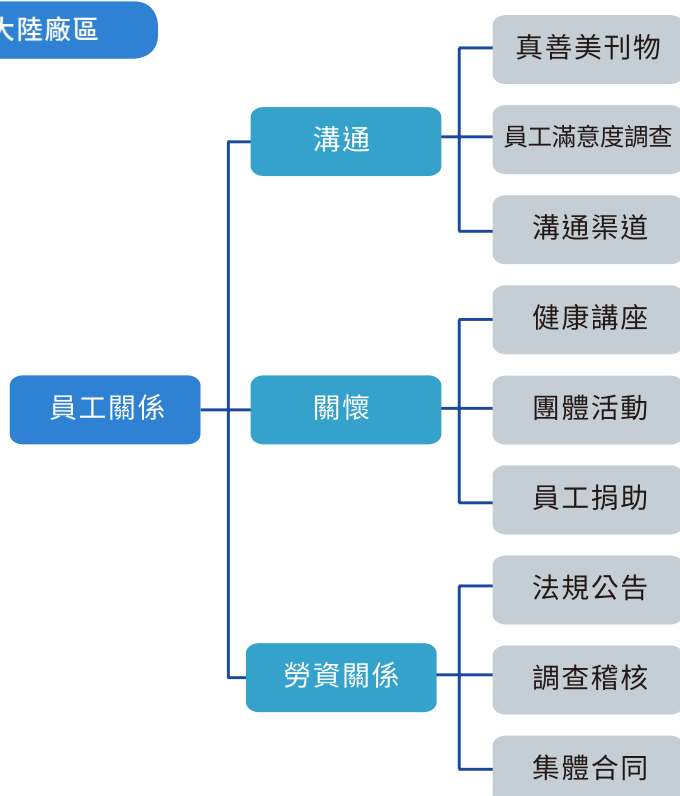 大陸廠區
員工關係
溝通
真善美刊物
員工滿意度調查
溝通渠道
關懷
健康講座
團體活動
員工捐助
勞資關係
法規公告
調查稽核
集體合同